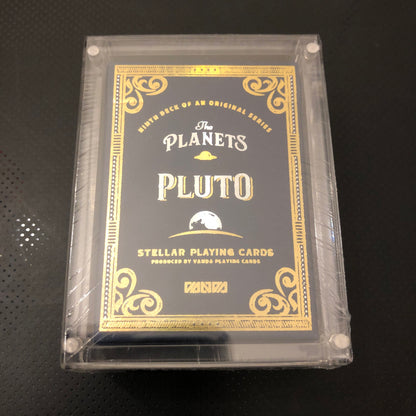 NINTH DECK OF AN ORIGINAL SERIES
The
PLANETS
PLUTO
STELLAR PLAYING CARDS
PRODUCED BY VANDA PLAYING CARDS